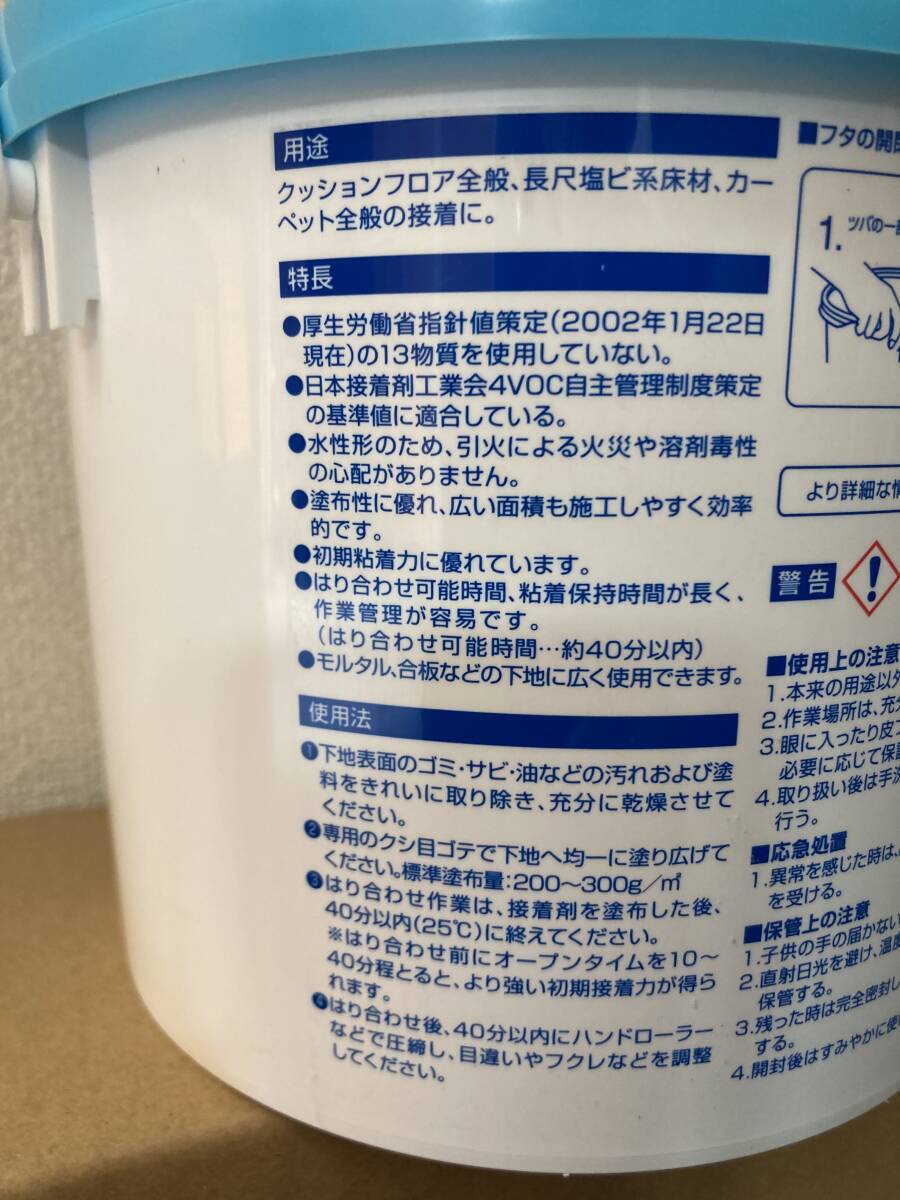 用途
クッションフロア全般、長尺塩ビ系床材、カー
ペット全般の接着に。
特長
●厚生労働省指針値策定(2002年1月22日
現在)の13物質を使用していない。
●日本接着剤工業会4VOC自主管理制度策定
の基準値に適合している。
●水性形のため、引火による火災や溶剤毒性
の心配がありません。
●塗布性に優れ、広い面積も施工しやすく効率
的です。
●初期粘着力に優れています。
●はり合わせ可能時間、粘着保持時間が長く、
作業管理が容易です。
(はり合わせ可能時間…約40分以内)
●モルタル、合板などの下地に広く使用できます。
使用法
❶下地表面のゴミ・サビ・油などの汚れおよび塗
料をきれいに取り除き、充分に乾燥させて
ください。
❷専用のクシ目ゴテで下地へ均一に塗り広げて
ください。標準塗布量:200〜300g/㎡
❸はり合わせ作業は、接着剤を塗布した後、
40分以内(25℃)に終えてください。
※はり合わせ前にオープンタイムを10〜
40分程とると、より強い初期接着力が得ら
れます。
❹はり合わせ後、40分以内にハンドローラー
などで圧締し、目違いやフクレなどを調整
してください。
■フタの開
1.
ツバの一
より詳細な
警告
■使用上の注意
1.本来の用途以外
2.作業場所は、充
3.眼に入ったり皮
必要に応じて保
4.取り扱い後は手
行う。
■応急処置
1.異常を感じた時は、
を受ける。
■保管上の注意
1.子供の手の届かない
2.直射日光を避け、温
保管する。
3.残った時は完全密封し
する。
4.開封後はすみやかに使